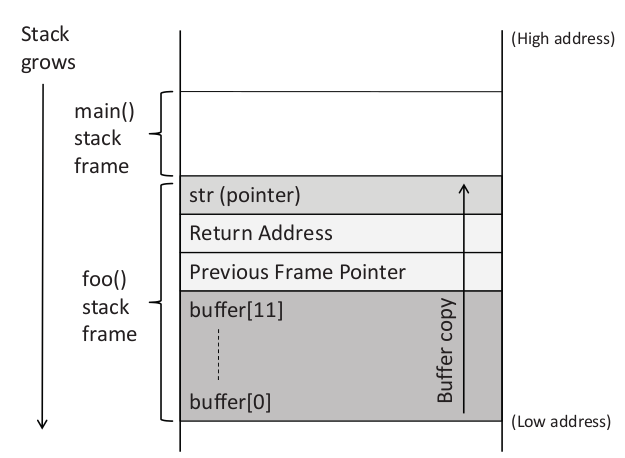 Stack
grows
(High address)
main()
stack
frame
str (pointer)
Return Address
Previous Frame Pointer
foo()
stack
frame
buffer[11]
Buffer copy
buffer[0]
(Low address)